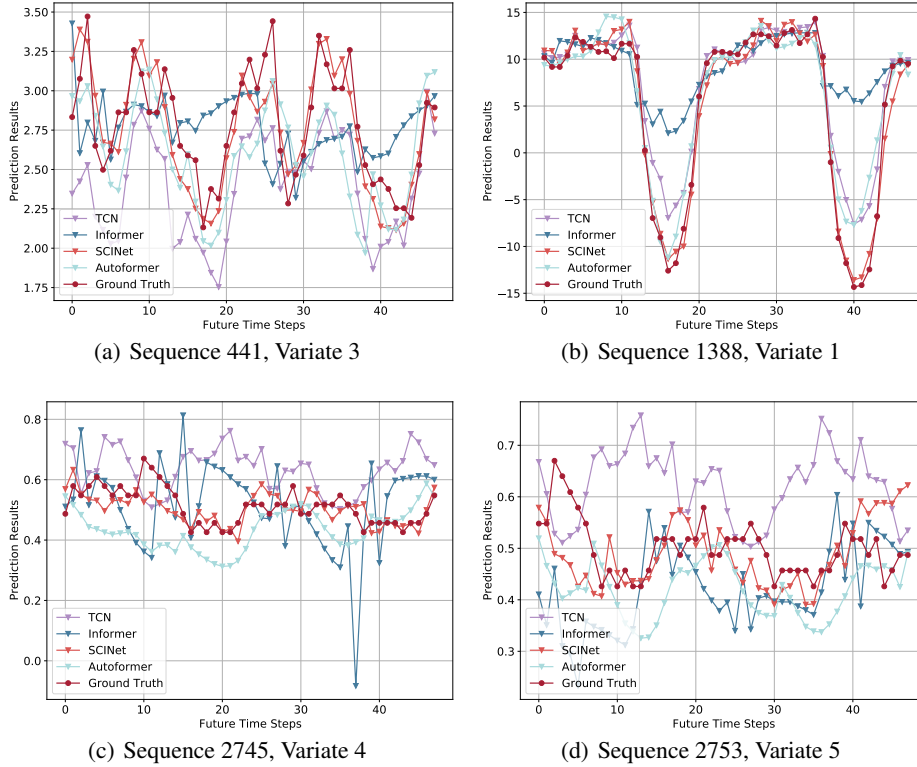 3.50
3.25
3.00
2.75
2.50
2.25
2.00
1.75
Prediction Results
TCN
Informer
SCINet
Autoformer
Ground Truth
0 10 20 30 40
Future Time Steps
(a) Sequence 441, Variate 3
15
10
5
0
−5
−10
−15
Prediction Results
TCN
Informer
SCINet
Autoformer
Ground Truth
0 10 20 30 40
Future Time Steps
(b) Sequence 1388, Variate 1
0.8
0.6
0.4
0.2
0.0
Prediction Results
TCN
Informer
SCINet
Autoformer
Ground Truth
0 10 20 30 40
Future Time Steps
(c) Sequence 2745, Variate 4
0.7
0.6
0.5
0.4
0.3
Prediction Results
TCN
Informer
SCINet
Autoformer
Ground Truth
0 10 20 30 40
Future Time Steps
(d) Sequence 2753, Variate 5